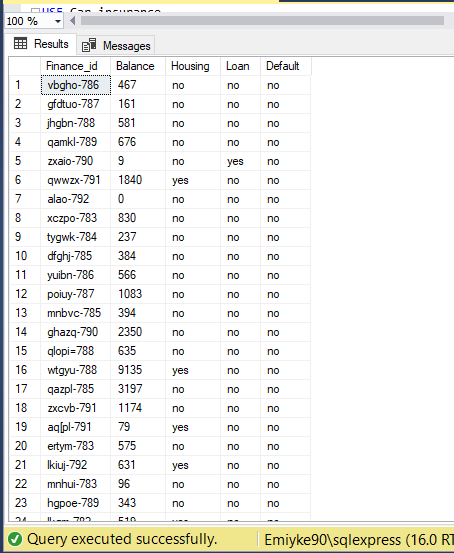 USE Car_insurance
100 %
Results Messages
Finance_id Balance Housing Loan Default
1 vbgho-786 467 no no no
2 gfdtuo-787 161 no no no
3 jhgbn-788 581 no no no
4 qamkl-789 676 no no no
5 zxaio-790 9 no yes no
6 qwwzx-791 1840 yes no no
7 alao-792 0 no no no
8 xczpo-783 830 no no no
9 tygwk-784 237 no no no
10 dfghj-785 384 no no no
11 yuibn-786 566 no no no
12 poiuy-787 1083 no no no
13 mnbvc-785 394 no no no
14 ghazq-790 2350 no no no
15 qlopi=788 635 no no no
16 wtgyu-788 9135 yes no no
17 qazpl-785 3197 no no no
18 zxcvb-791 1174 no no no
19 aq[pl-791 79 yes no no
20 ertym-783 575 no no no
21 lkiuj-792 631 yes no no
22 mnhui-783 96 no no no
23 hgpoe-789 343 no no no
24 519 yes no no
Query executed successfully. Emiyke90\sqlexpress (16.0 RT